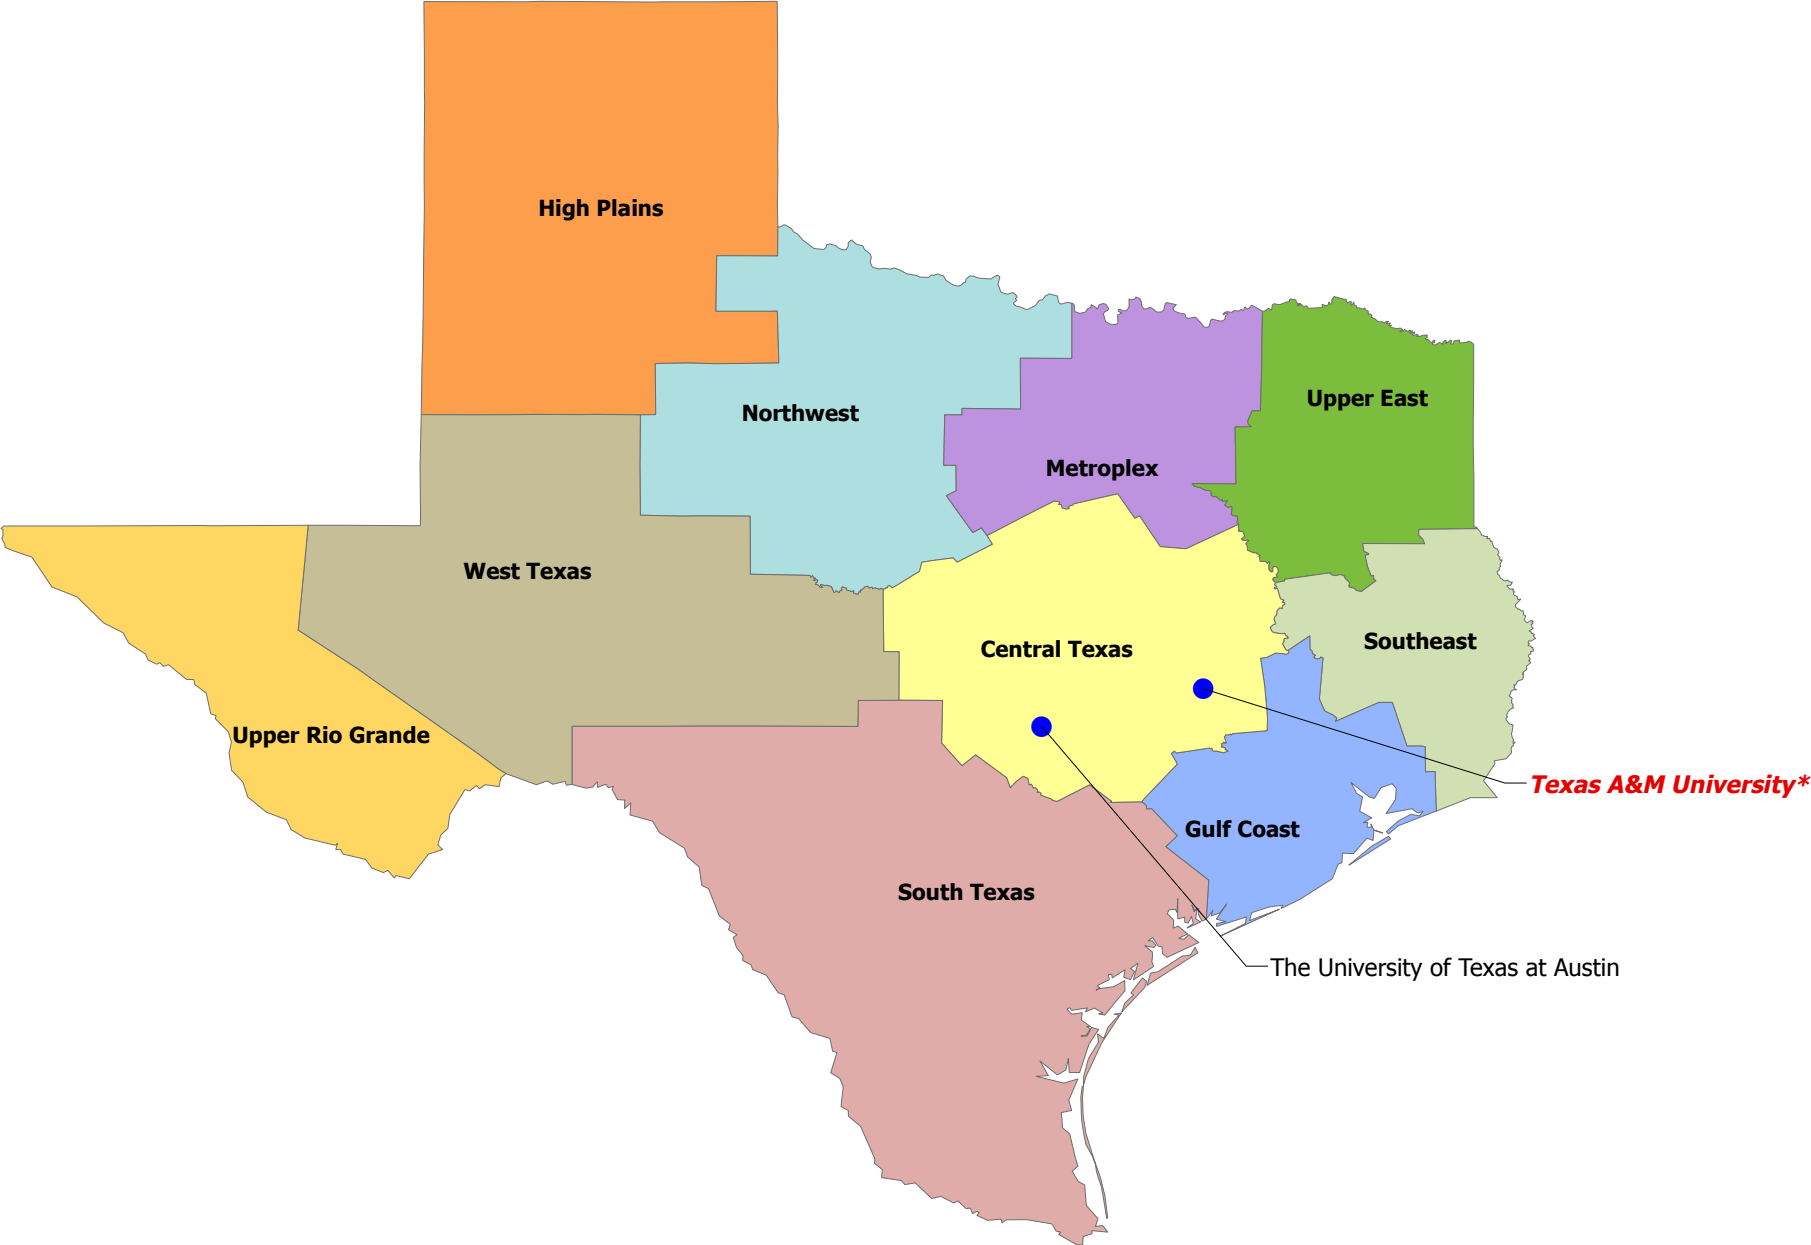 High Plains
Upper East
Northwest
Metroplex
West Texas
Southeast
Central Texas
Upper Rio Grande
Texas A&M University*
Gulf Coast
South Texas
The University of Texas at Austin